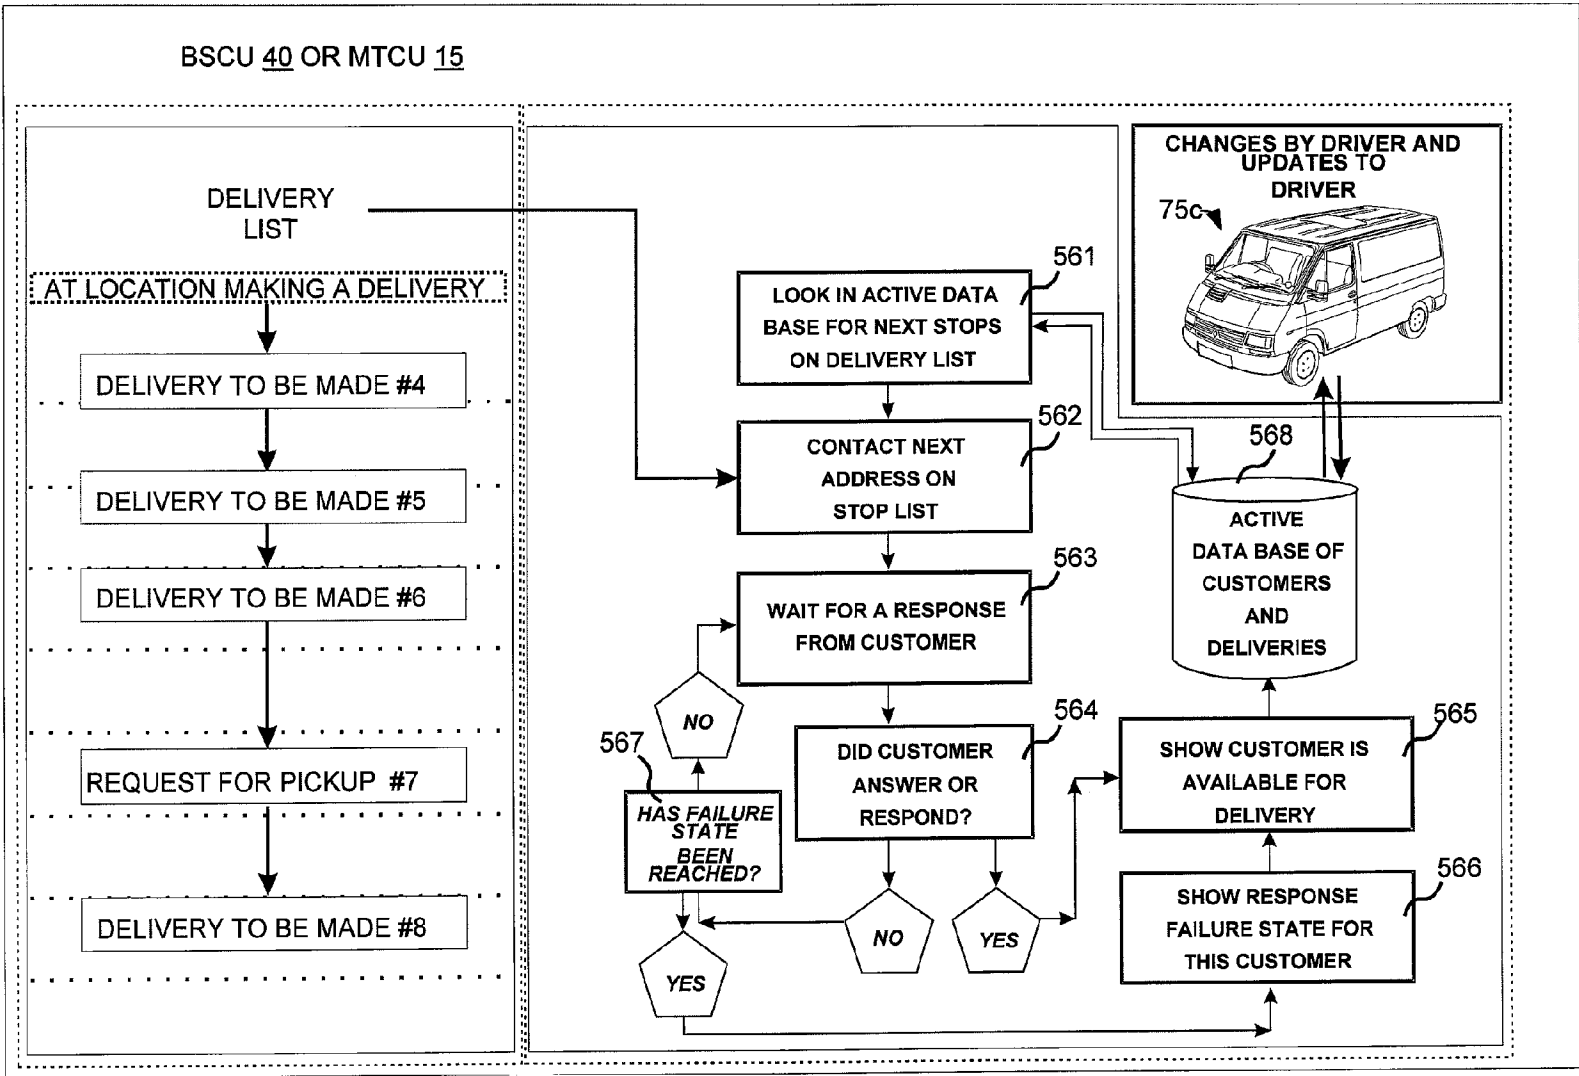 BSCU 40 OR MTCU 15
DELIVERY
LIST
AT LOCATION MAKING A DELIVERY
DELIVERY TO BE MADE #4
DELIVERY TO BE MADE #5
DELIVERY TO BE MADE #6
REQUEST FOR PICKUP #7
DELIVERY TO BE MADE #8
CHANGES BY DRIVER AND
UPDATES TO
DRIVER
75c
561
LOOK IN ACTIVE DATA
BASE FOR NEXT STOPS
ON DELIVERY LIST
562
CONTACT NEXT
ADDRESS ON
STOP LIST
563
WAIT FOR A RESPONSE
FROM CUSTOMER
NO
564
DID CUSTOMER
ANSWER OR
RESPOND?
567
HAS FAILURE
STATE
BEEN
REACHED?
NO
YES
YES
568
ACTIVE
DATA BASE OF
CUSTOMERS
AND
DELIVERIES
565
SHOW CUSTOMER IS
AVAILABLE FOR
DELIVERY
566
SHOW RESPONSE
FAILURE STATE FOR
THIS CUSTOMER